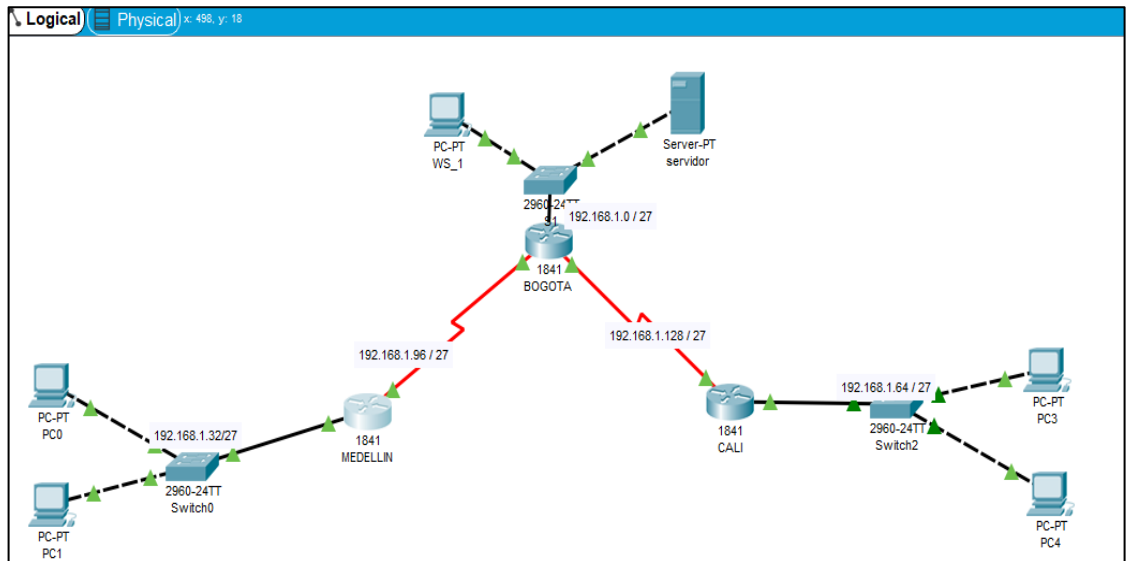 Logical Physical x: 498, y: 18
PC-PT
WS_1
Server-PT
servidor
2960-24TT
S1
192.168.1.0 / 27
1841
BOGOTA
192.168.1.96 / 27
192.168.1.128 / 27
PC-PT
PC0
192.168.1.32/27
1841
MEDELLIN
2960-24TT
Switch0
PC-PT
PC1
1841
CALI
192.168.1.64 / 27
2960-24TT
Switch2
PC-PT
PC3
PC-PT
PC4